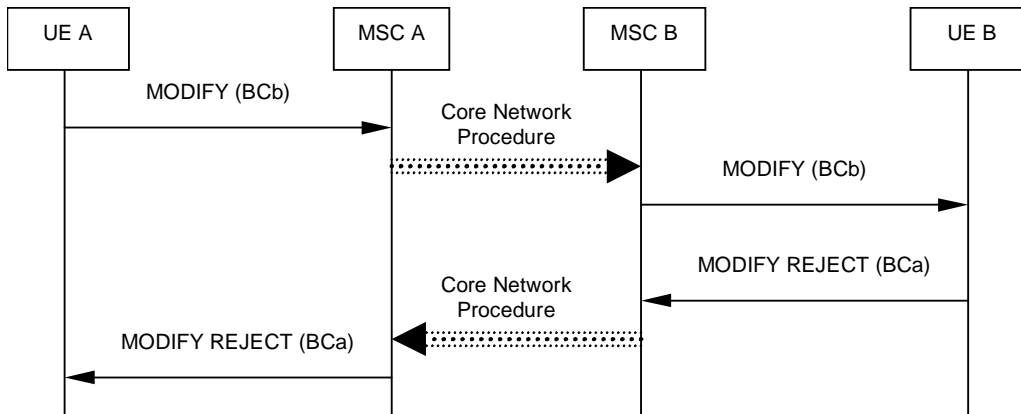 UE A
MSC A
MSC B
UE B
MODIFY (BCb)
Core Network
Procedure
MODIFY (BCb)
MODIFY REJECT (BCa)
Core Network
Procedure
MODIFY REJECT (BCa)